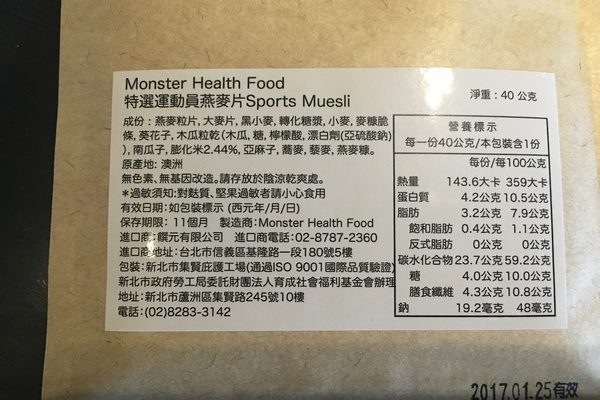 Monster Health Food
特選運動員燕麥片Sports Muesli
淨重：40 公克
成份：燕麥粒片, 大麥片, 黑小麥, 轉化糖漿, 小麥, 麥糠脆
條, 葵花子, 木瓜粒乾(木瓜, 糖, 檸檬酸, 漂白劑(亞硫酸鈉)
), 南瓜子, 膨化米2.44%, 亞麻子, 蕎麥, 藜麥, 燕麥糠.
原產地: 澳洲
無色素、無基因改造。請存放於陰涼乾爽處。
＊過敏須知:對麩質、堅果過敏者請小心食用
有效日期：如包裝標示 (西元年/月/日)
保存期限：11個月 製造商：Monster Health Food
進口商：饌元有限公司 進口商電話：02-8787-2360
進口商地址：台北市信義區基隆路一段180號5樓
包裝：新北市集賢庇護工場(通過ISO 9001國際品質驗證)
新北市政府勞工局委託財團法人育成社會福利基金會辦理
地址：新北市蘆洲區集賢路245號10樓
電話：(02)8283-3142
營養標示
每一份40公克/本包裝含1份
每份/每100公克
熱量 143.6大卡 359大卡
蛋白質 4.2公克 10.5公克
脂肪 3.2公克 7.9公克
飽和脂肪 0.4公克 1.1公克
反式脂肪 0公克 0公克
碳水化合物 23.7公克 59.2公克
糖 4.0公克 10.0公克
膳食纖維 4.3公克 10.8公克
鈉 19.2毫克 48毫克
2017.01.25有效